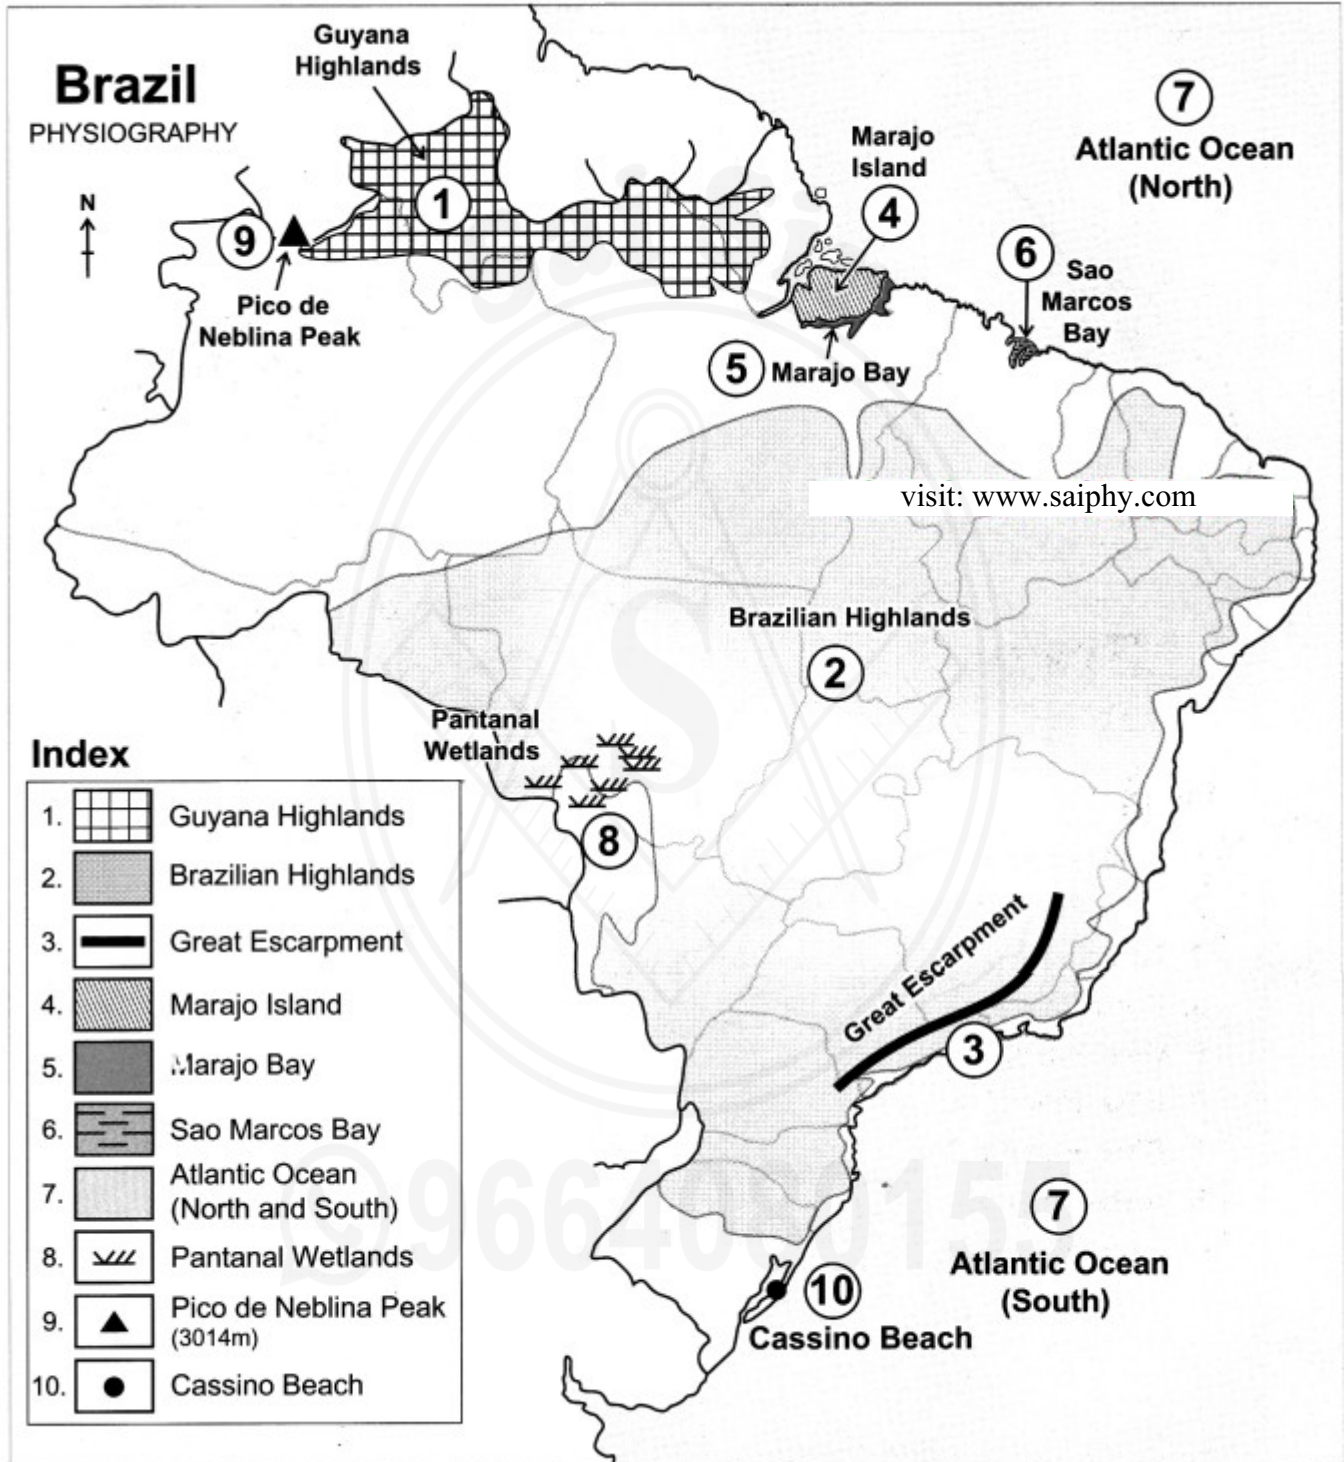 Brazil
PHYSIOGRAPHY
N
Guyana
Highlands
1
9
Pico de
Neblina Peak
Marajo
Island
4
7
Atlantic Ocean
(North)
6
Sao
Marcos
Bay
5
Marajo Bay
visit: www.saiphy.com
Brazilian Highlands
2
Pantanal
Wetlands
8
Great Escarpment
3
S
9664080155
7
Atlantic Ocean
(South)
10
Cassino Beach
Index
1. Guyana Highlands
2. Brazilian Highlands
3. Great Escarpment
4. Marajo Island
5. Marajo Bay
6. Sao Marcos Bay
7. Atlantic Ocean
(North and South)
8. Pantanal Wetlands
9. Pico de Neblina Peak
(3014m)
10. Cassino Beach